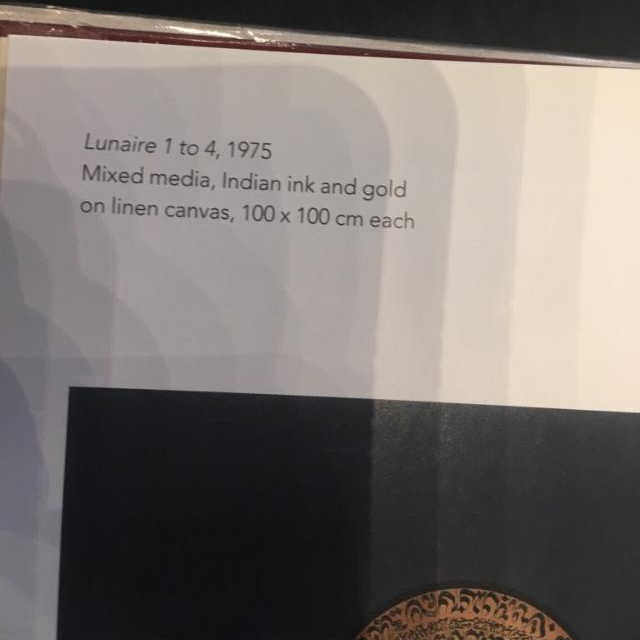 Lunaire 1 to 4, 1975
Mixed media, Indian ink and gold
on linen canvas, 100 x 100 cm each